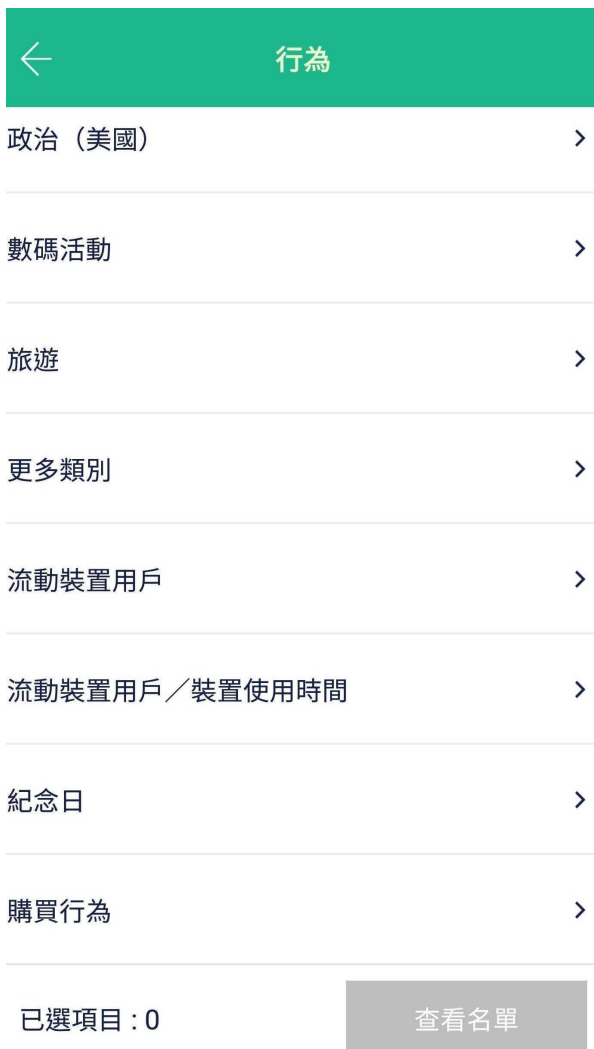 行為
政治（美國）
數碼活動
旅遊
更多類別
流動裝置用戶
流動裝置用戶／裝置使用時間
紀念日
購買行為
已選項目 : 0
查看名單